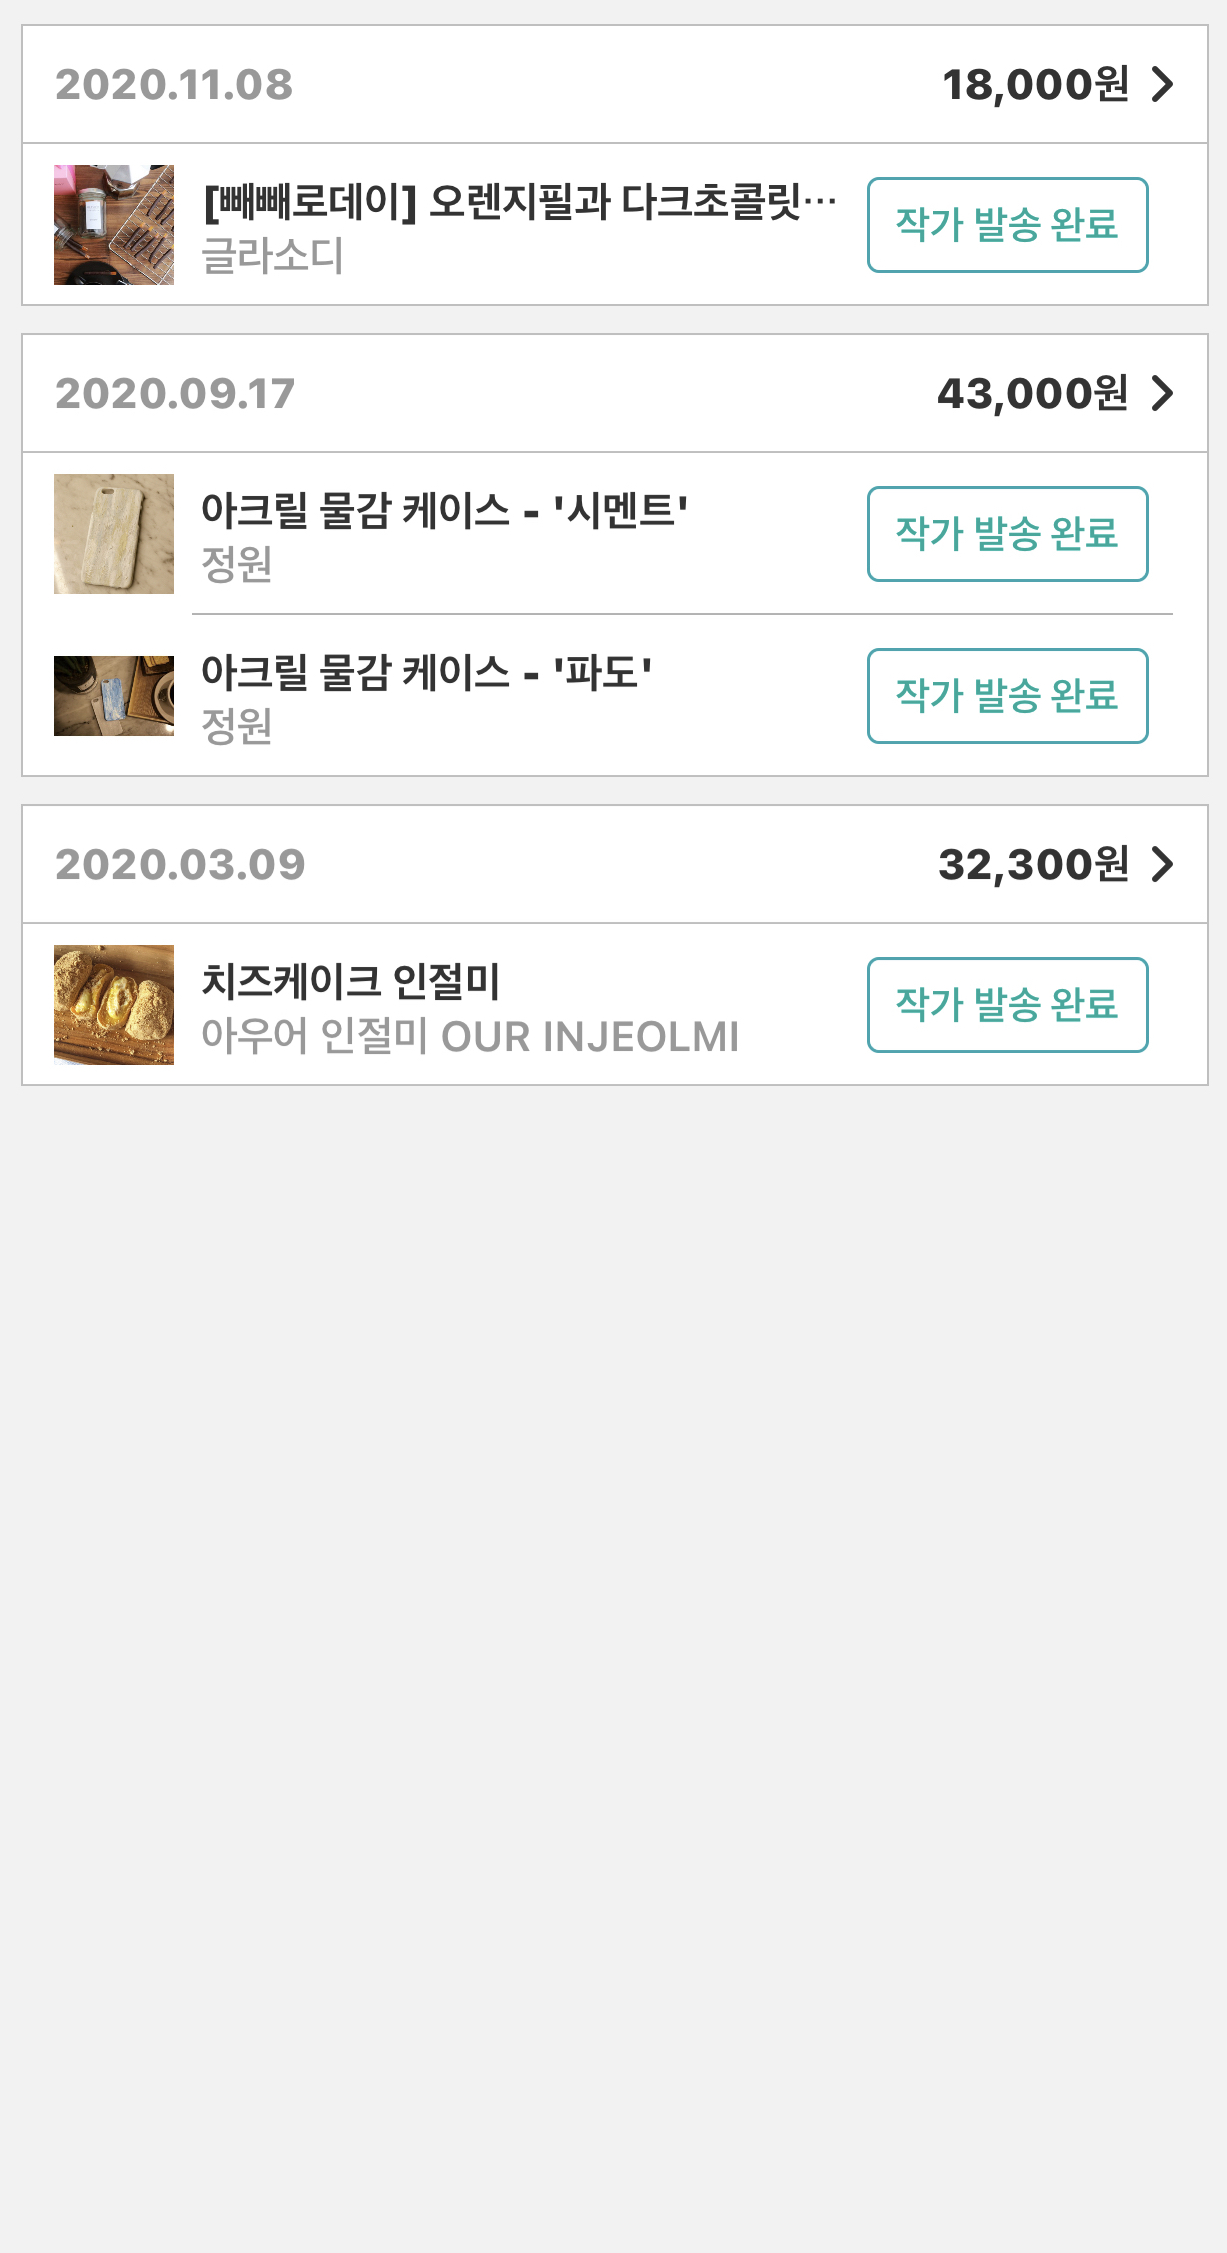 2020.11.08 18,000원
[빼빼로데이] 오렌지필과 다크초콜릿…
글라소디
작가 발송 완료
2020.09.17 43,000원
아크릴 물감 케이스 - '시멘트'
정원
작가 발송 완료
아크릴 물감 케이스 - '파도'
정원
작가 발송 완료
2020.03.09 32,300원
치즈케이크 인절미
아우어 인절미 OUR INJEOLMI
작가 발송 완료